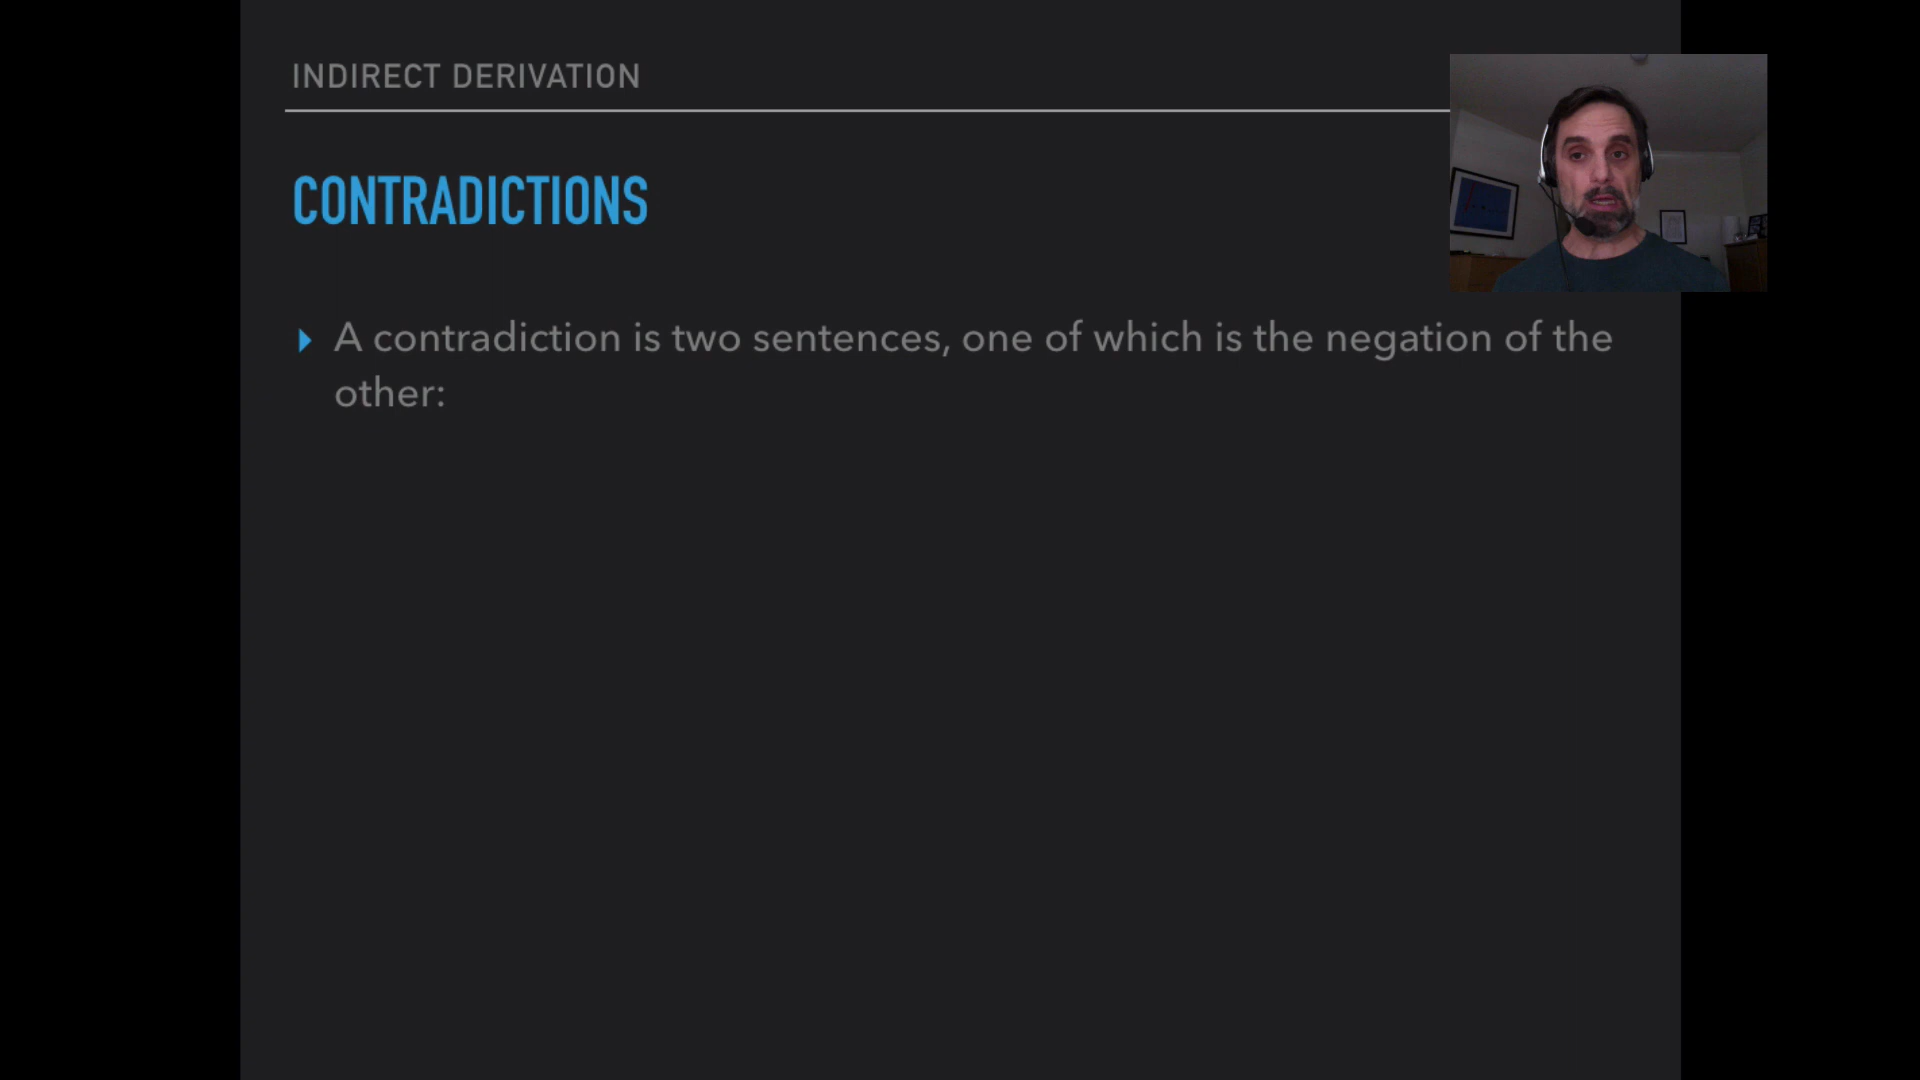 INDIRECT DERIVATION
CONTRADICTIONS
A contradiction is two sentences, one of which is the negation of the
other: